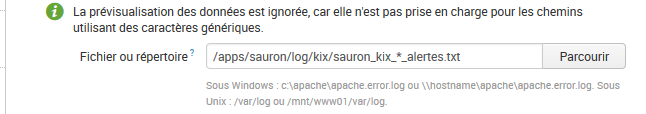 La prévisualisation des données est ignorée, car elle n'est pas prise en charge pour les chemins
utilisant des caractères génériques.
Fichier ou répertoire ? /apps/sauron/log/kix/sauron_kix_*_alertes.txt Parcourir
Sous Windows : c:\apache\apache.error.log ou \\hostname\apache\apache.error.log. Sous
Unix : /var/log ou /mnt/www01/var/log.